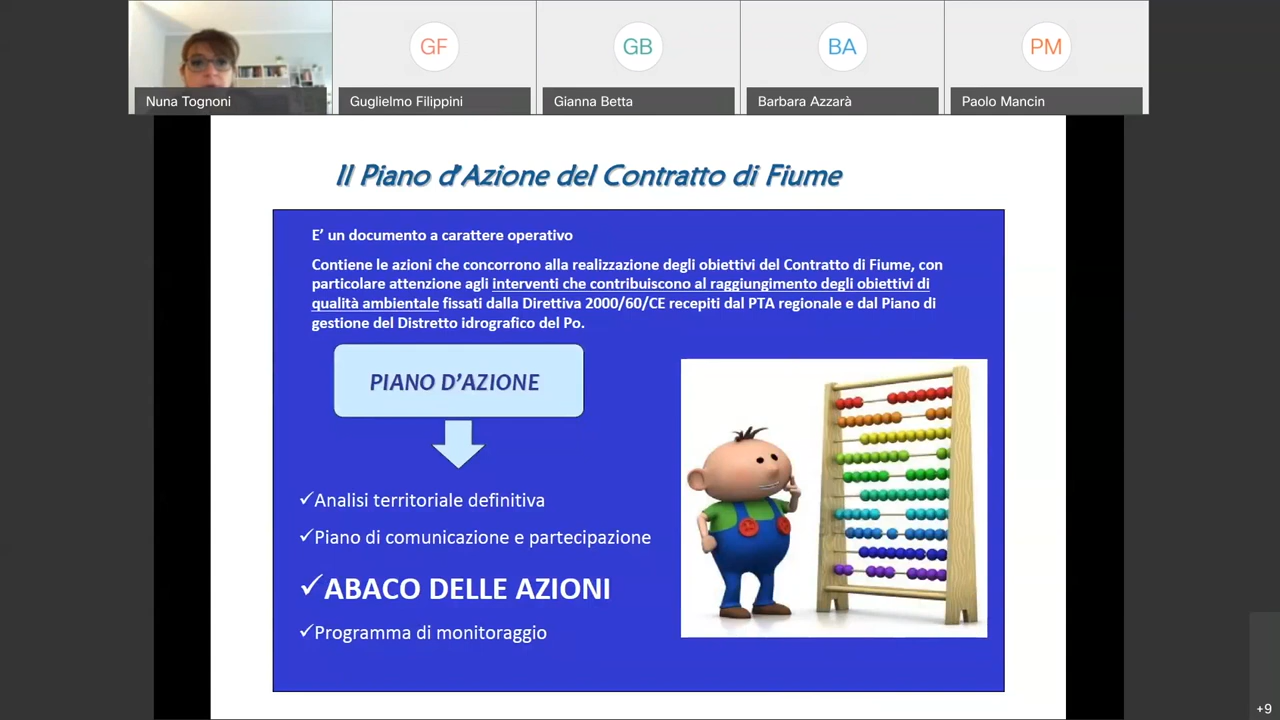 GF
GB
BA
PM
Nuna Tognoni
Guglielmo Filippini
Gianna Betta
Barbara Azzarà
Paolo Mancin
Il Piano d'Azione del Contratto di Fiume
E' un documento a carattere operativo
Contiene le azioni che concorrono alla realizzazione degli obiettivi del Contratto di Fiume, con
particolare attenzione agli interventi che contribuiscono al raggiungimento degli obiettivi di
qualità ambientale fissati dalla Direttiva 2000/60/CE recepiti dal PTA regionale e dal Piano di
gestione del Distretto idrografico del Po.
PIANO D'AZIONE
✓Analisi territoriale definitiva
✓Piano di comunicazione e partecipazione
✓ABACO DELLE AZIONI
✓Programma di monitoraggio
+9